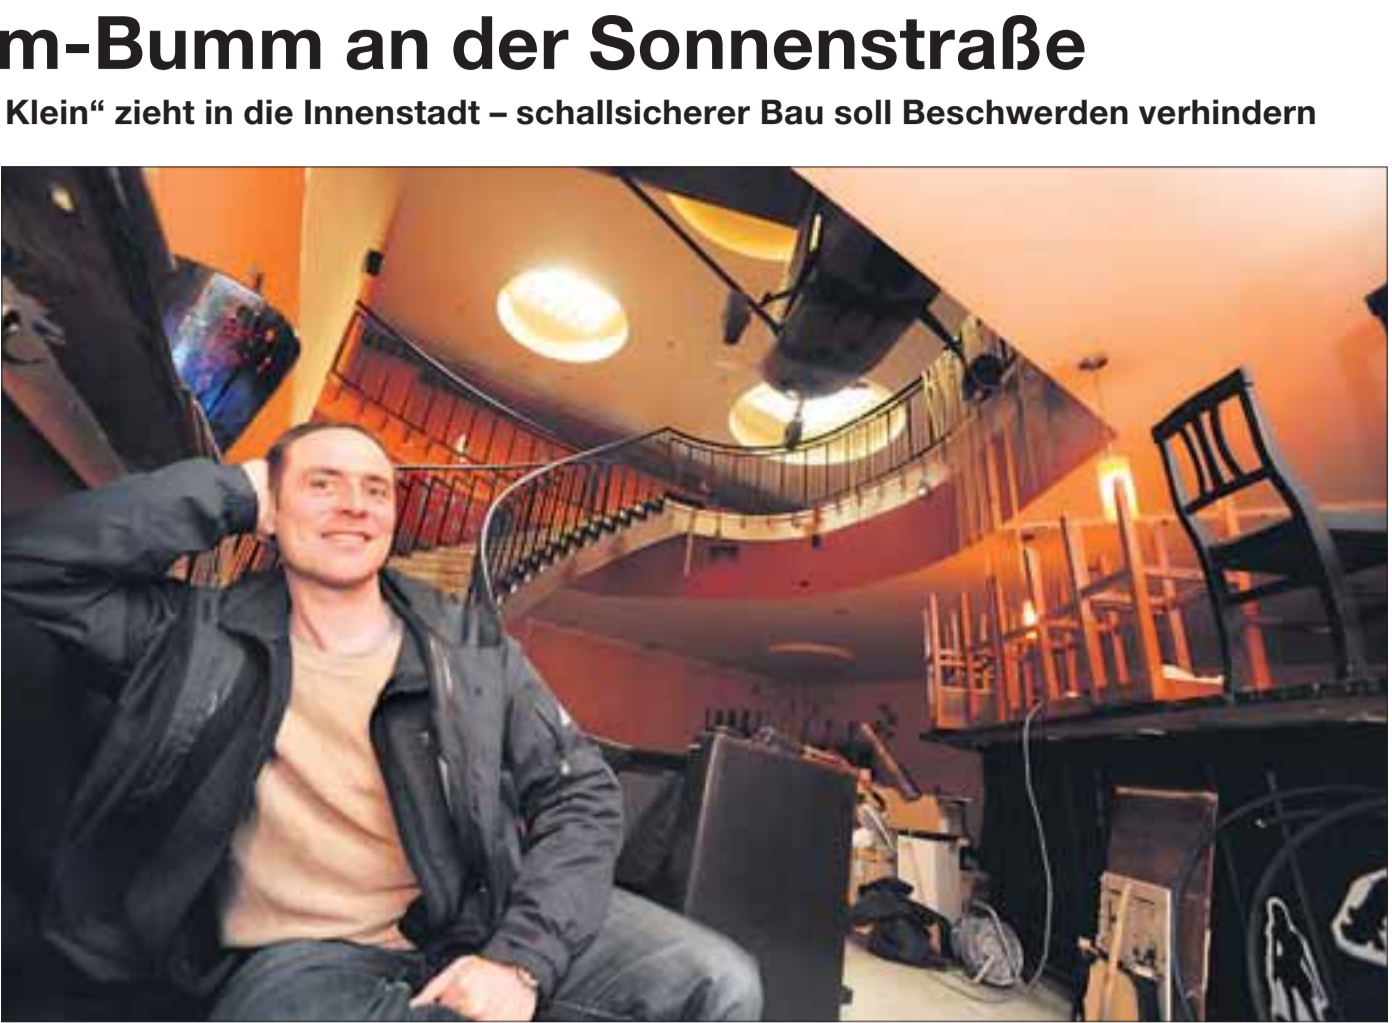 m-Bumm an der Sonnenstraße
Klein“ zieht in die Innenstadt – schallsicherer Bau soll Beschwerden verhindern